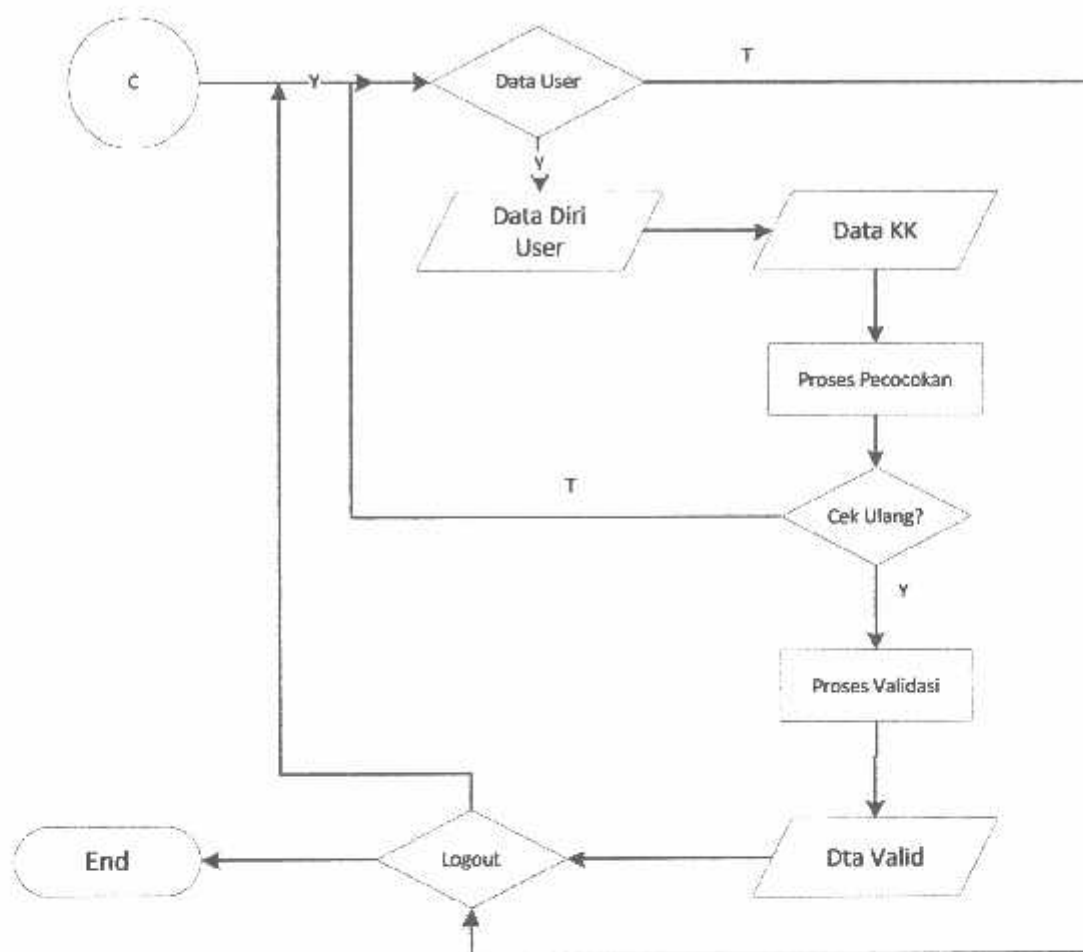 C
Y
Data User
T
Y
Data Diri
User
Data KK
Proses Pecocokan
T
Cek Ulang?
Y
Proses Validasi
End
Logout
Dta Valid